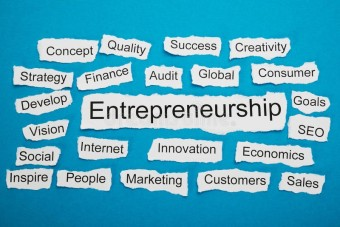 Concept
Quality
Success
Creativity
Strategy
Finance
Audit
Global
Consumer
Develop
Entrepreneurship
Goals
Vision
SEO
Social
Internet
Innovation
Economics
Inspire
People
Marketing
Customers
Sales